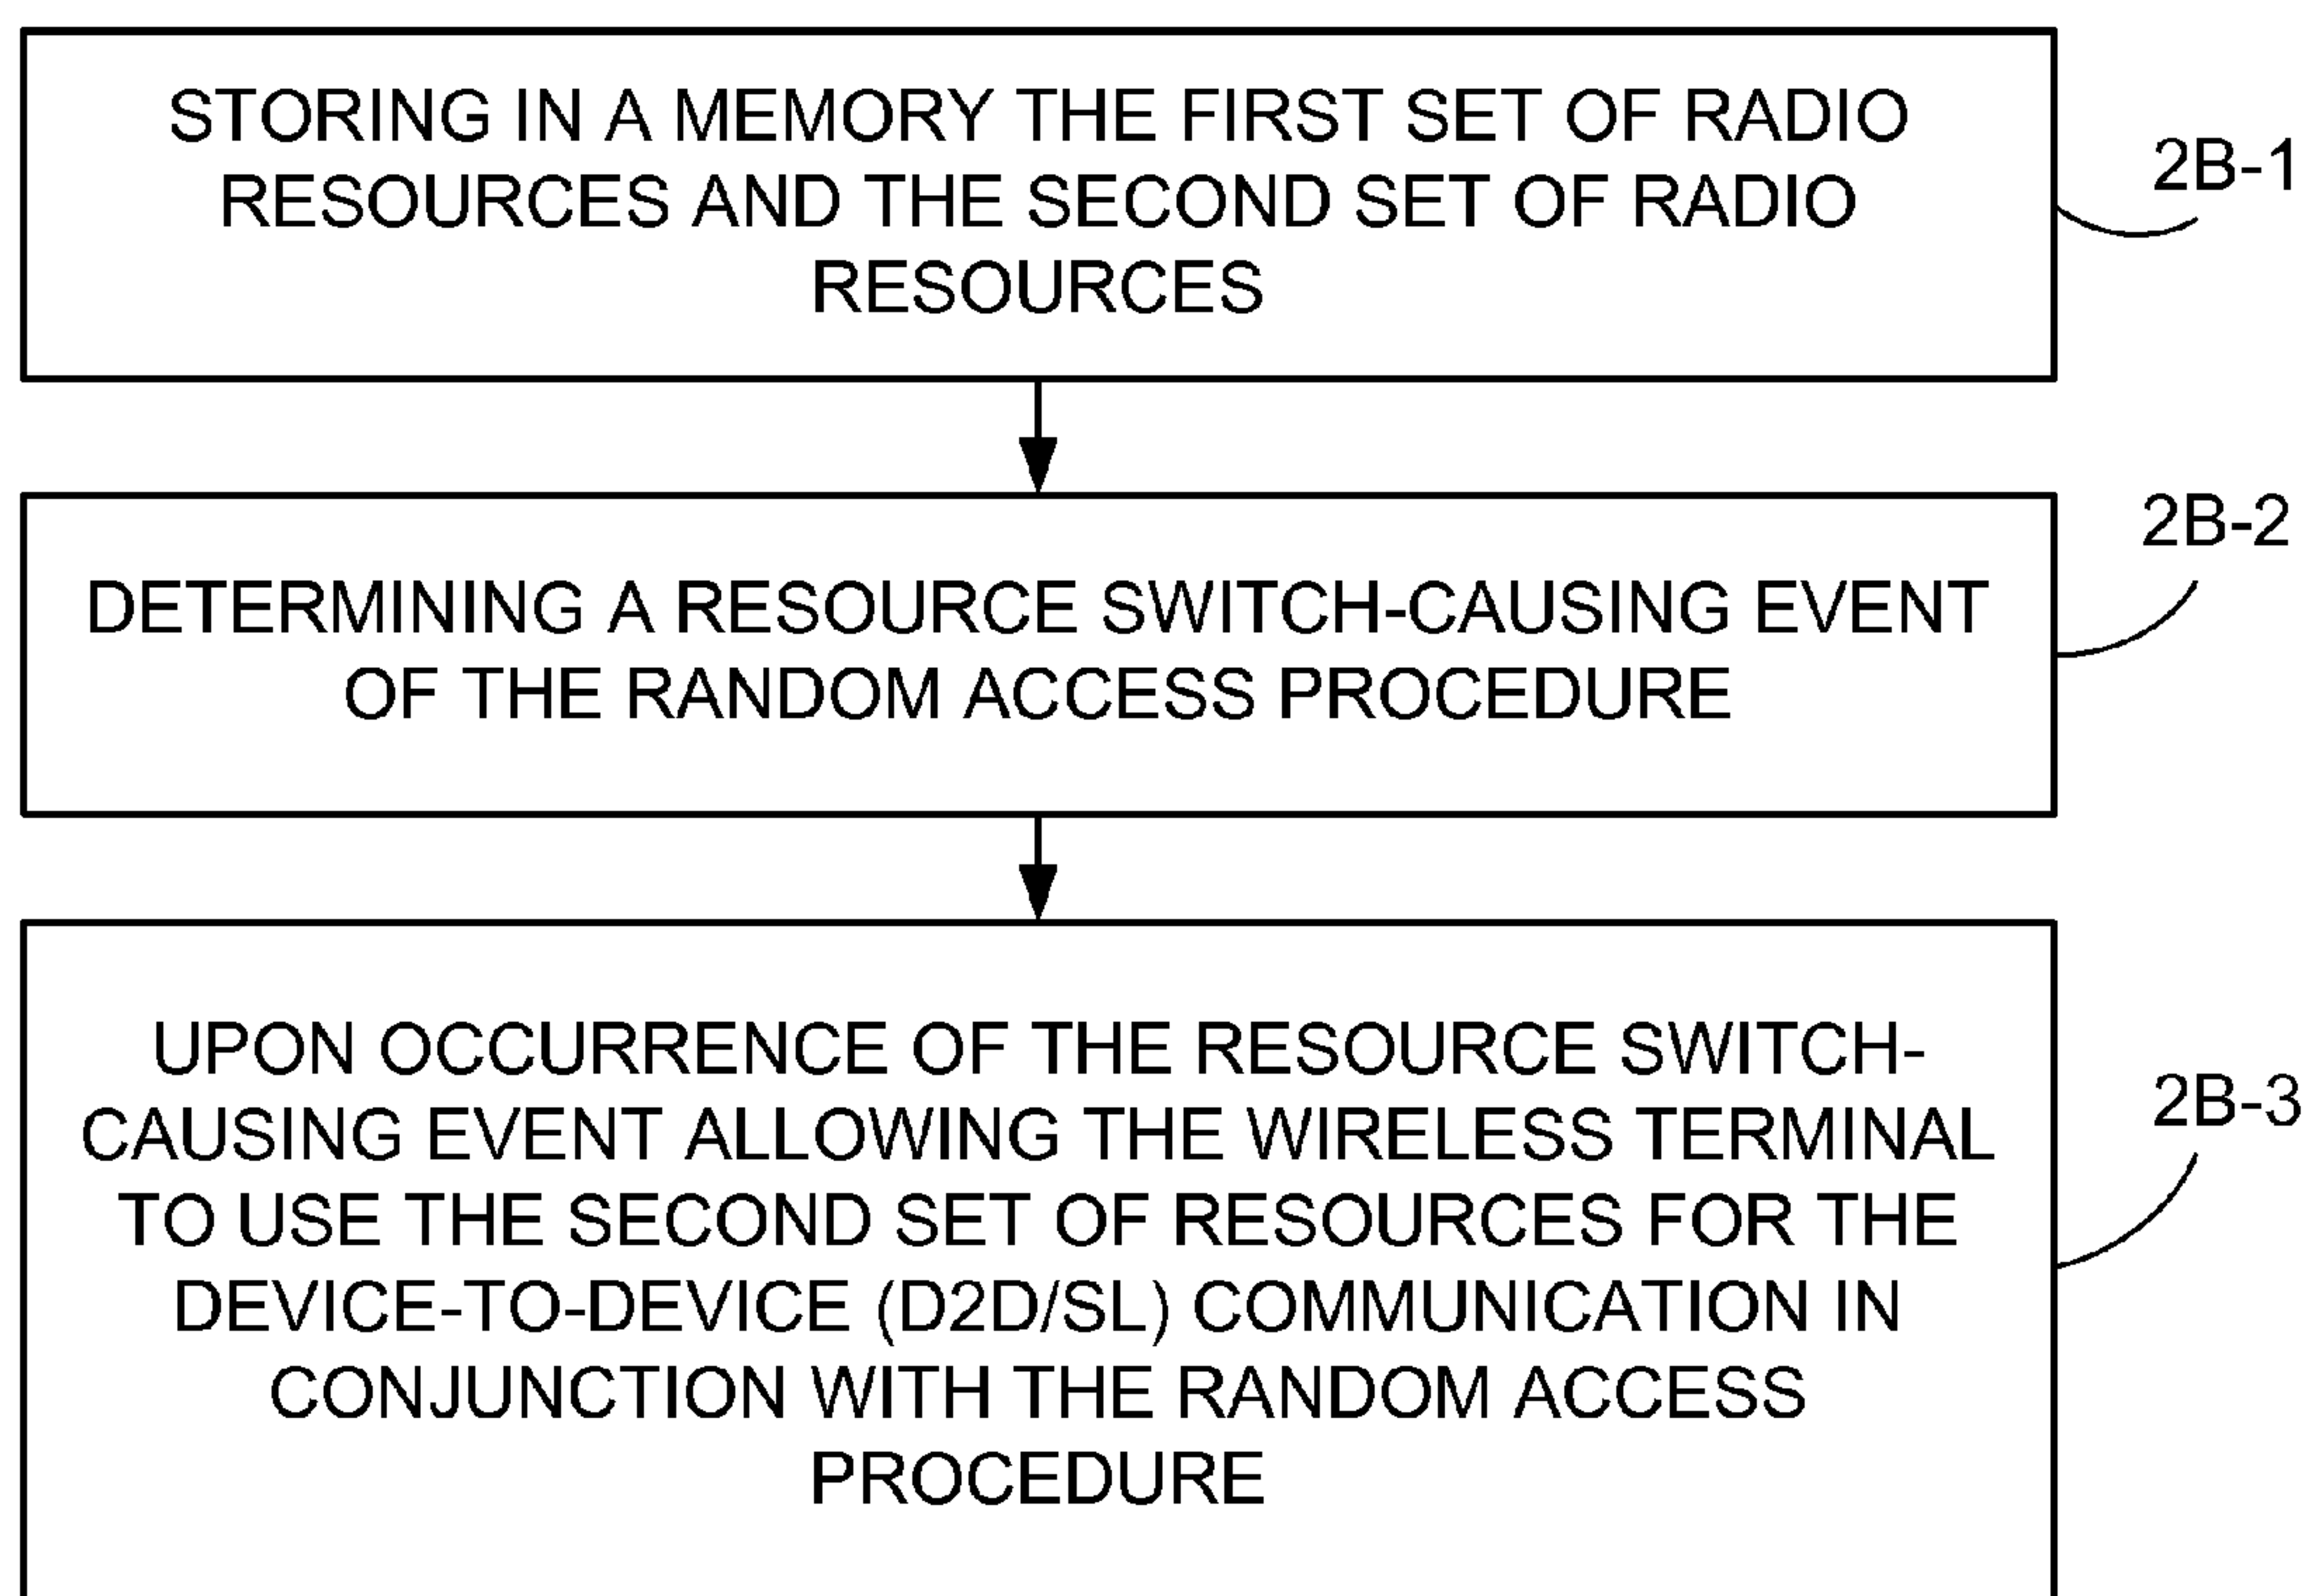 STORING IN A MEMORY THE FIRST SET OF RADIO
RESOURCES AND THE SECOND SET OF RADIO
RESOURCES
2B-1
DETERMINING A RESOURCE SWITCH-CAUSING EVENT
OF THE RANDOM ACCESS PROCEDURE
2B-2
UPON OCCURRENCE OF THE RESOURCE SWITCH-
CAUSING EVENT ALLOWING THE WIRELESS TERMINAL
TO USE THE SECOND SET OF RESOURCES FOR THE
DEVICE-TO-DEVICE (D2D/SL) COMMUNICATION IN
CONJUNCTION WITH THE RANDOM ACCESS
PROCEDURE
2B-3